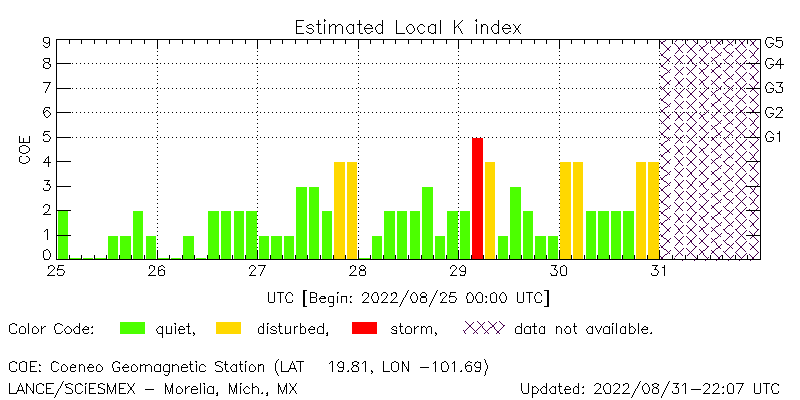 Estimated Local K index
9
8
7
6
5
4
3
2
1
0
COE
G5
G4
G3
G2
G1
25 26 27 28 29 30 31
UTC [Begin: 2022/08/25 00:00 UTC]
Color Code: quiet, disturbed, storm, data not available.
COE: Coeneo Geomagnetic Station (LAT 19.81, LON -101.69)
LANCE/SCiESMEX - Morelia, Mich., MX Updated: 2022/08/31-22:07 UTC